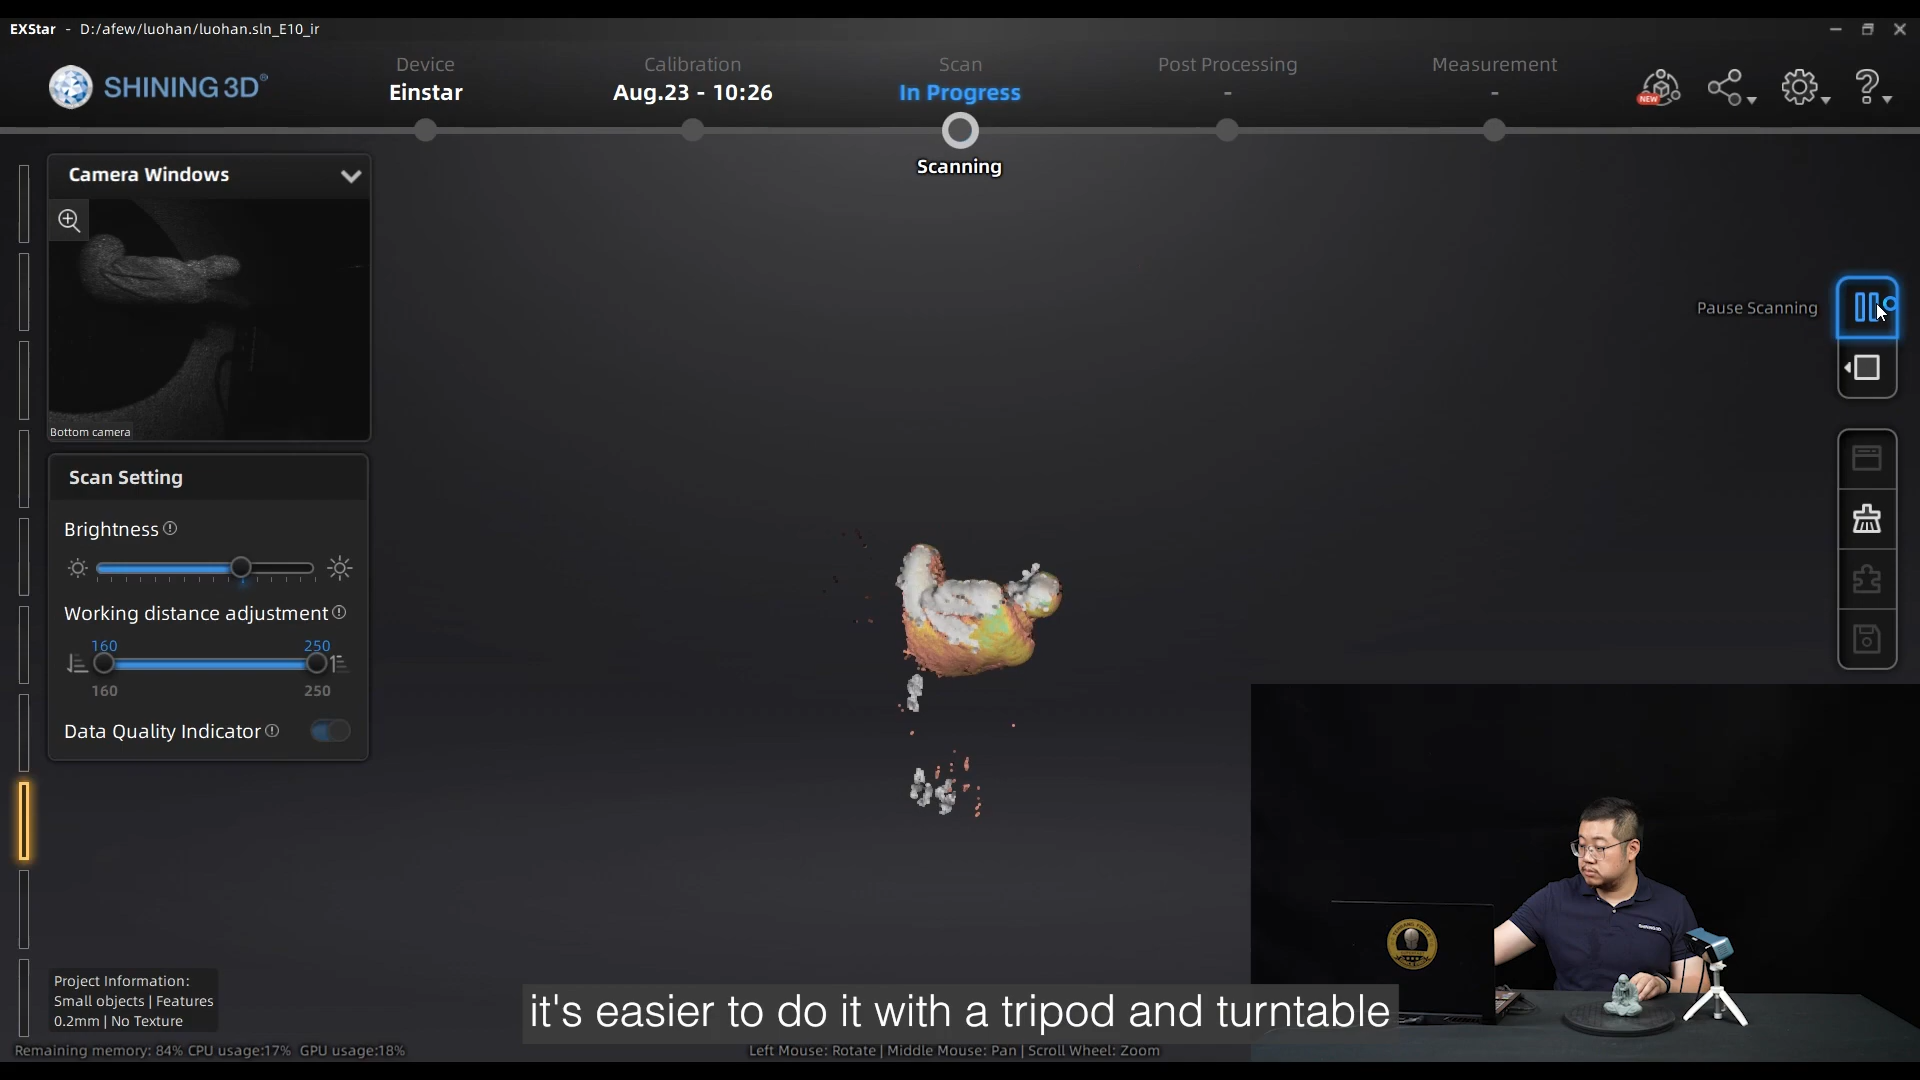 EXStar - D:/afew/luohan/luohan.sln_E10_ir
SHINING 3D®
Device
Einstar
Calibration
Aug.23 - 10:26
Scan
In Progress
Scanning
Post Processing
-
Measurement
-
NEW
Camera Windows
Bottom camera
Pause Scanning
Scan Setting
Brightness
Working distance adjustment
160 250
160 250
Data Quality Indicator
Project Information:
Small objects | Features
0.2mm | No Texture
it's easier to do it with a tripod and turntable
Remaining memory: 84% CPU usage:17% GPU usage:18%
Left Mouse: Rotate | Middle Mouse: Pan | Scroll Wheel: Zoom
SHINING3D